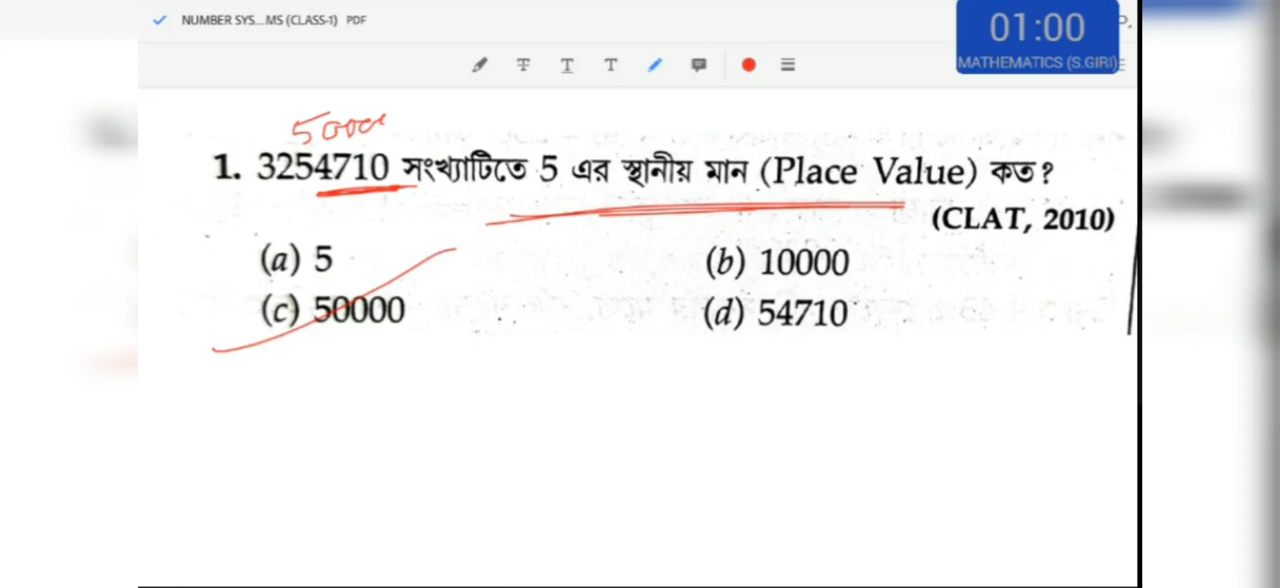 NUMBER SYS...MS (CLASS-1) PDF
01:00
MATHEMATICS (S.GIRI)
50000
1. 3254710 সংখ্যাটিতে 5 এর স্থানীয় মান (Place Value) কত?
(CLAT, 2010)
(a) 5 (b) 10000
(c) 50000 (d) 54710